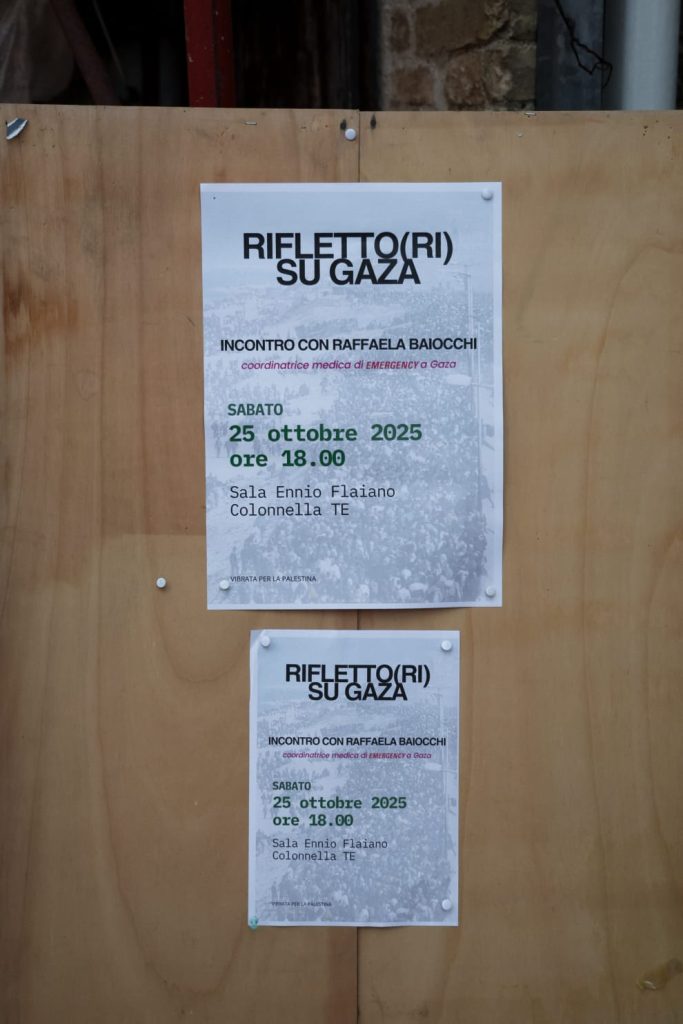 RIFLETTO(RI)
SU GAZA
INCONTRO CON RAFFAELA BAIOCCHI
coordinatrice medica di EMERGENCY a Gaza
SABATO
25 ottobre 2025
ore 18.00
Sala Ennio Flaiano
Colonnella TE
VIBRATA PER LA PALESTINA
RIFLETTO(RI)
SU GAZA
INCONTRO CON RAFFAELA BAIOCCHI
coordinatrice medica di EMERGENCY a Gaza
SABATO
25 ottobre 2025
ore 18.00
Sala Ennio Flaiano
Colonnella TE
VIBRATA PER LA PALESTINA